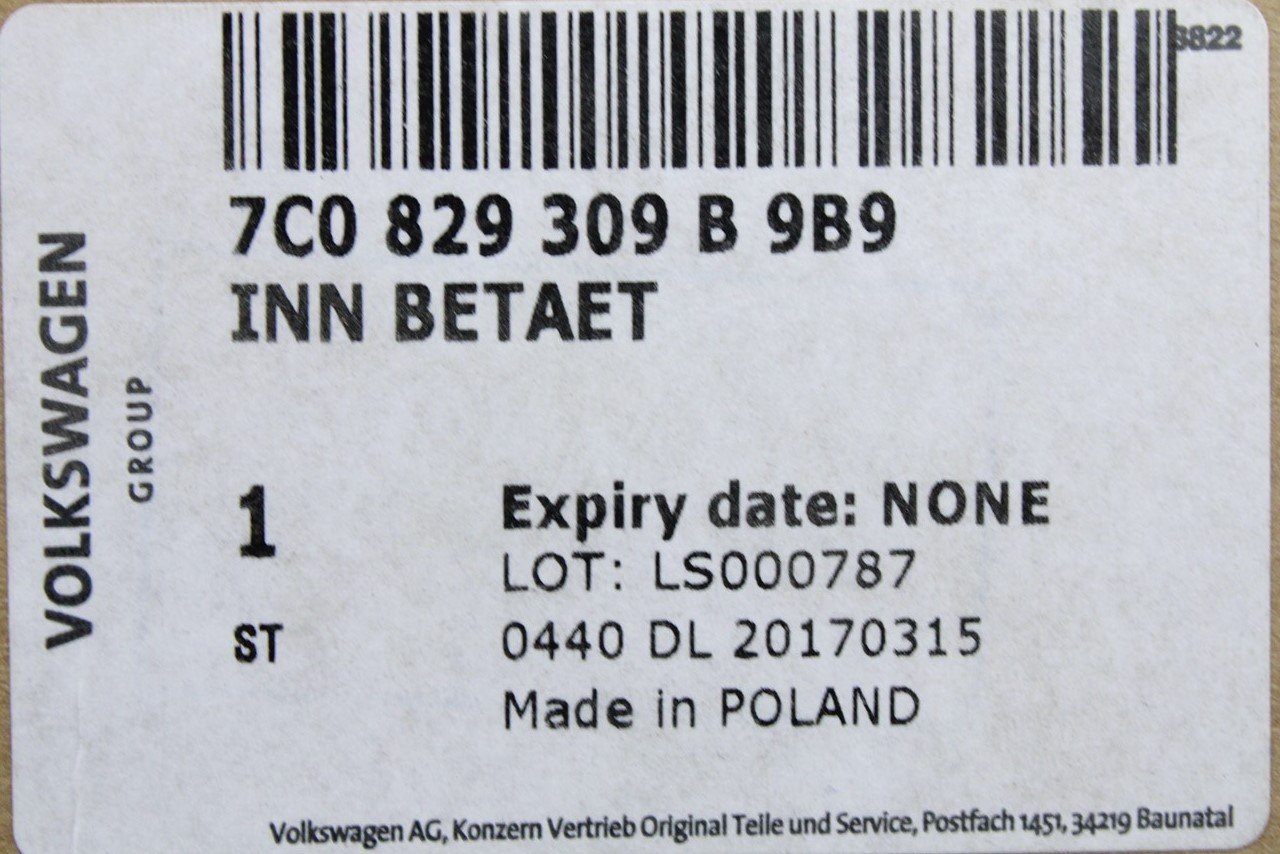 7C0 829 309 B 9B9
INN BETAET
VOLKSWAGEN
GROUP
1
ST
Expiry date: NONE
LOT: LS000787
0440 DL 20170315
Made in POLAND
Volkswagen AG, Konzern Vertrieb Original Teile und Service, Postfach 1451, 34219 Baunatal